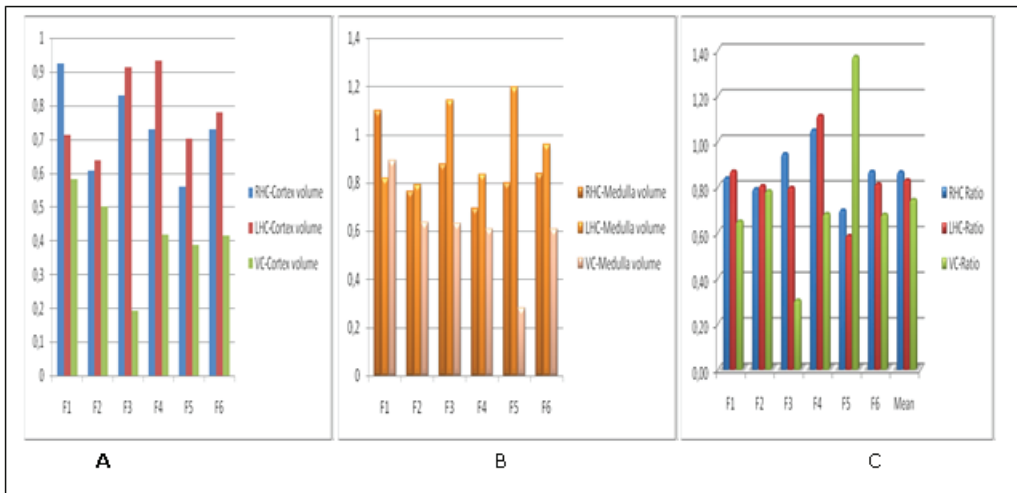 1
0,9
0,8
0,7
0,6
0,5
0,4
0,3
0,2
0,1
0
F1 F2 F3 F4 F5 F6
RHC-Cortex volume
LHC-Cortex volume
VC-Cortex volume
A
1,4
1,2
1
0,8
0,6
0,4
0,2
0
F1 F2 F3 F4 F5 F6
RHC-Medulla volume
LHC-Medulla volume
VC-Medulla volume
B
1,40
1,20
1,00
0,80
0,60
0,40
0,20
0,00
F1 F2 F3 F4 F5 F6 Mean
RHC Ratio
LHC-Ratio
VC-Ratio
C